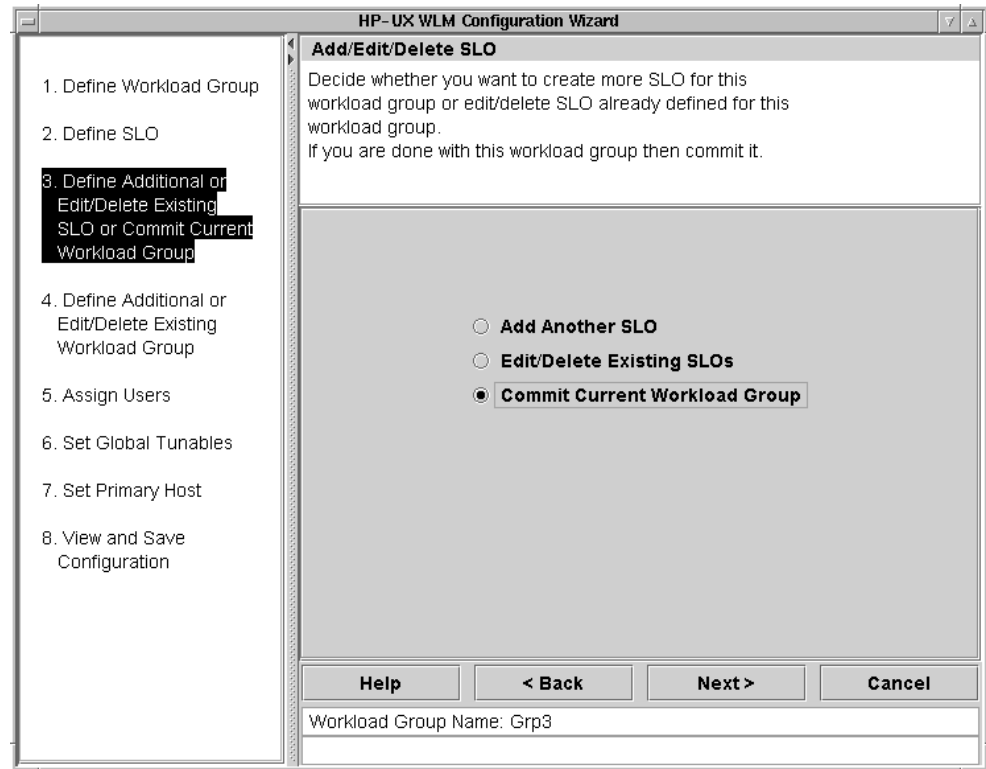 HP-UX WLM Configuration Wizard
1. Define Workload Group
2. Define SLO
3. Define Additional or
Edit/Delete Existing
SLO or Commit Current
Workload Group
4. Define Additional or
Edit/Delete Existing
Workload Group
5. Assign Users
6. Set Global Tunables
7. Set Primary Host
8. View and Save
Configuration
Add/Edit/Delete SLO
Decide whether you want to create more SLO for this
workload group or edit/delete SLO already defined for this
workload group.
If you are done with this workload group then commit it.
Add Another SLO
Edit/Delete Existing SLOs
Commit Current Workload Group
Help
< Back
Next >
Cancel
Workload Group Name: Grp3